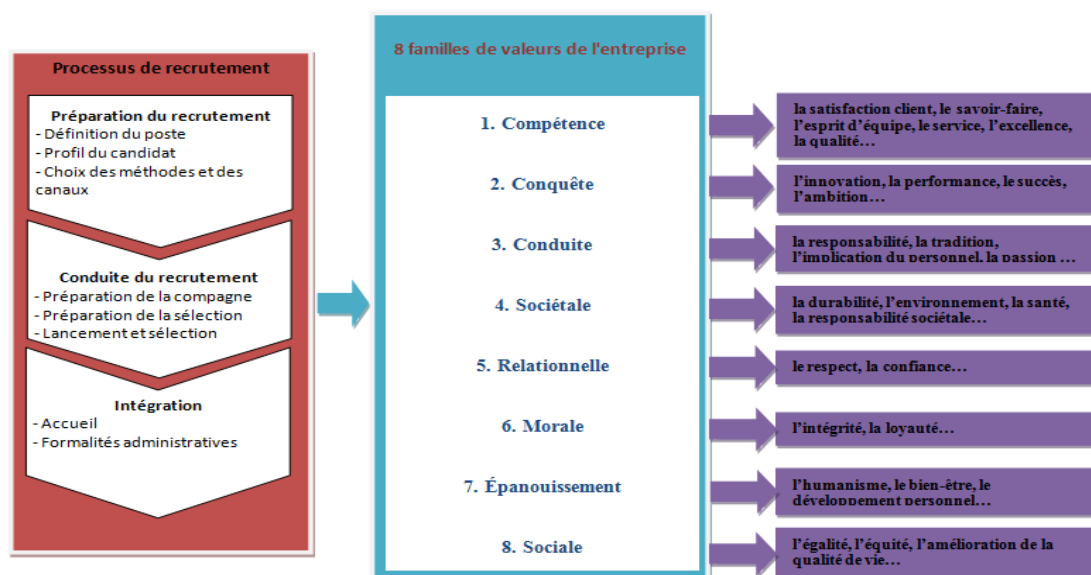 Processus de recrutement
Préparation du recrutement
- Définition du poste
- Profil du candidat
- Choix des méthodes et des
canaux
Conduite du recrutement
- Préparation de la compagne
- Préparation de la sélection
- Lancement et sélection
Intégration
- Accueil
- Formalités administratives
8 familles de valeurs de l'entreprise
1. Compétence
la satisfaction client, le savoir-faire,
l'esprit d'équipe, le service, l'excellence,
la qualité…
2. Conquête
l'innovation, la performance, le succès,
l'ambition…
3. Conduite
la responsabilité, la tradition,
l'implication du personnel, la passion …
4. Sociétale
la durabilité, l'environnement, la santé,
la responsabilité sociétale…
5. Relationnelle
le respect, la confiance…
6. Morale
l'intégrité, la loyauté…
7. Épanouissement
l'humanisme, le bien-être, le
développement personnel…
8. Sociale
l'égalité, l'équité, l'amélioration de la
qualité de vie…